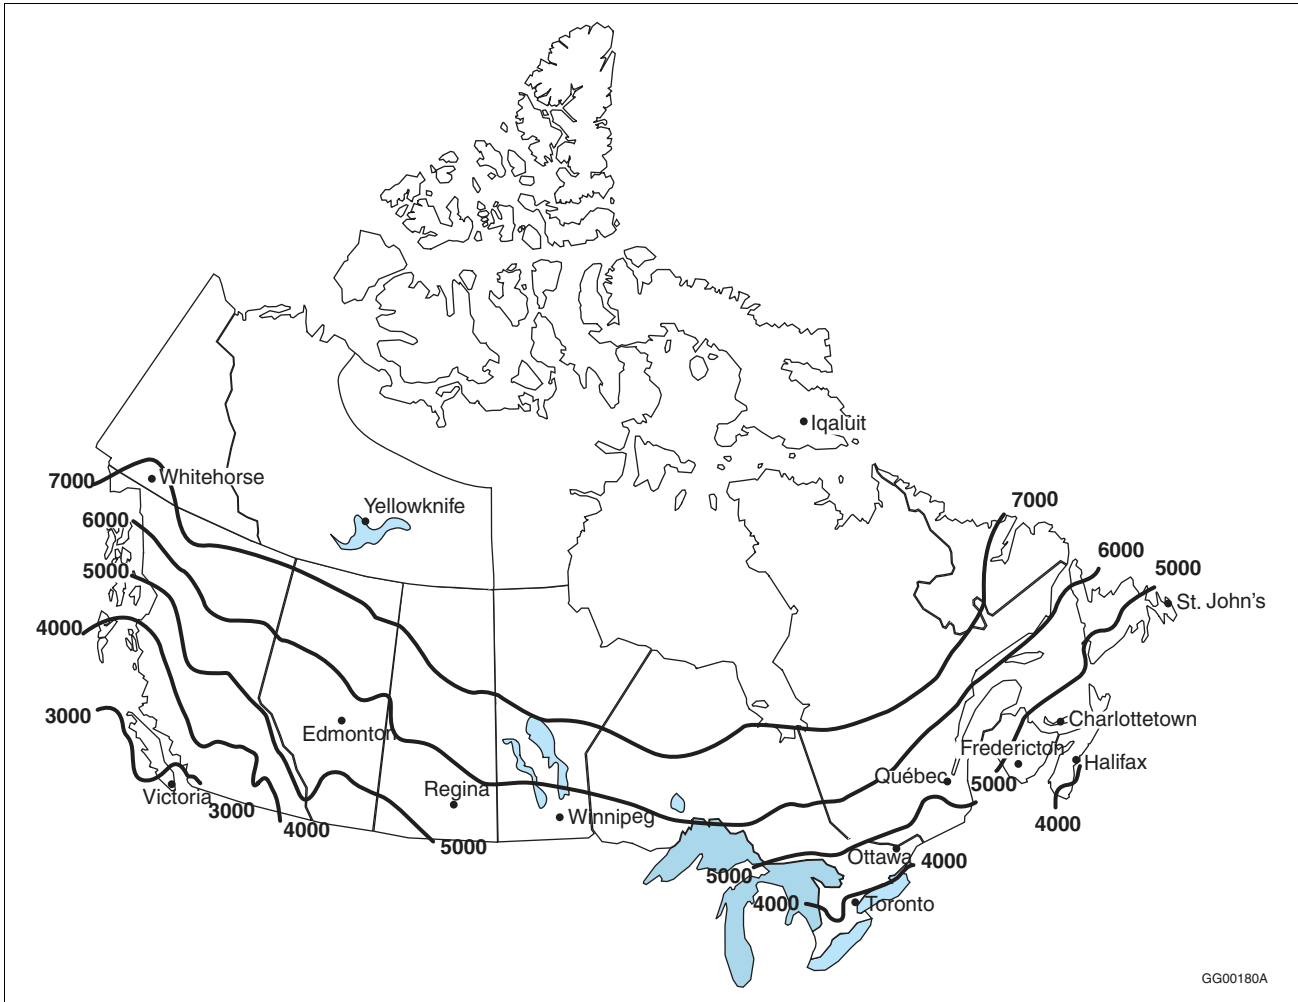 Iqaluit
7000
Whitehorse
Yellowknife
7000
6000
6000
5000
5000
St. John's
4000
3000
Charlottetown
Edmonton
Fredericton
Halifax
Québec
5000
Regina
Victoria
3000
Winnipeg
4000
4000
5000
Ottawa
4000
5000
4000
Toronto
GG00180A